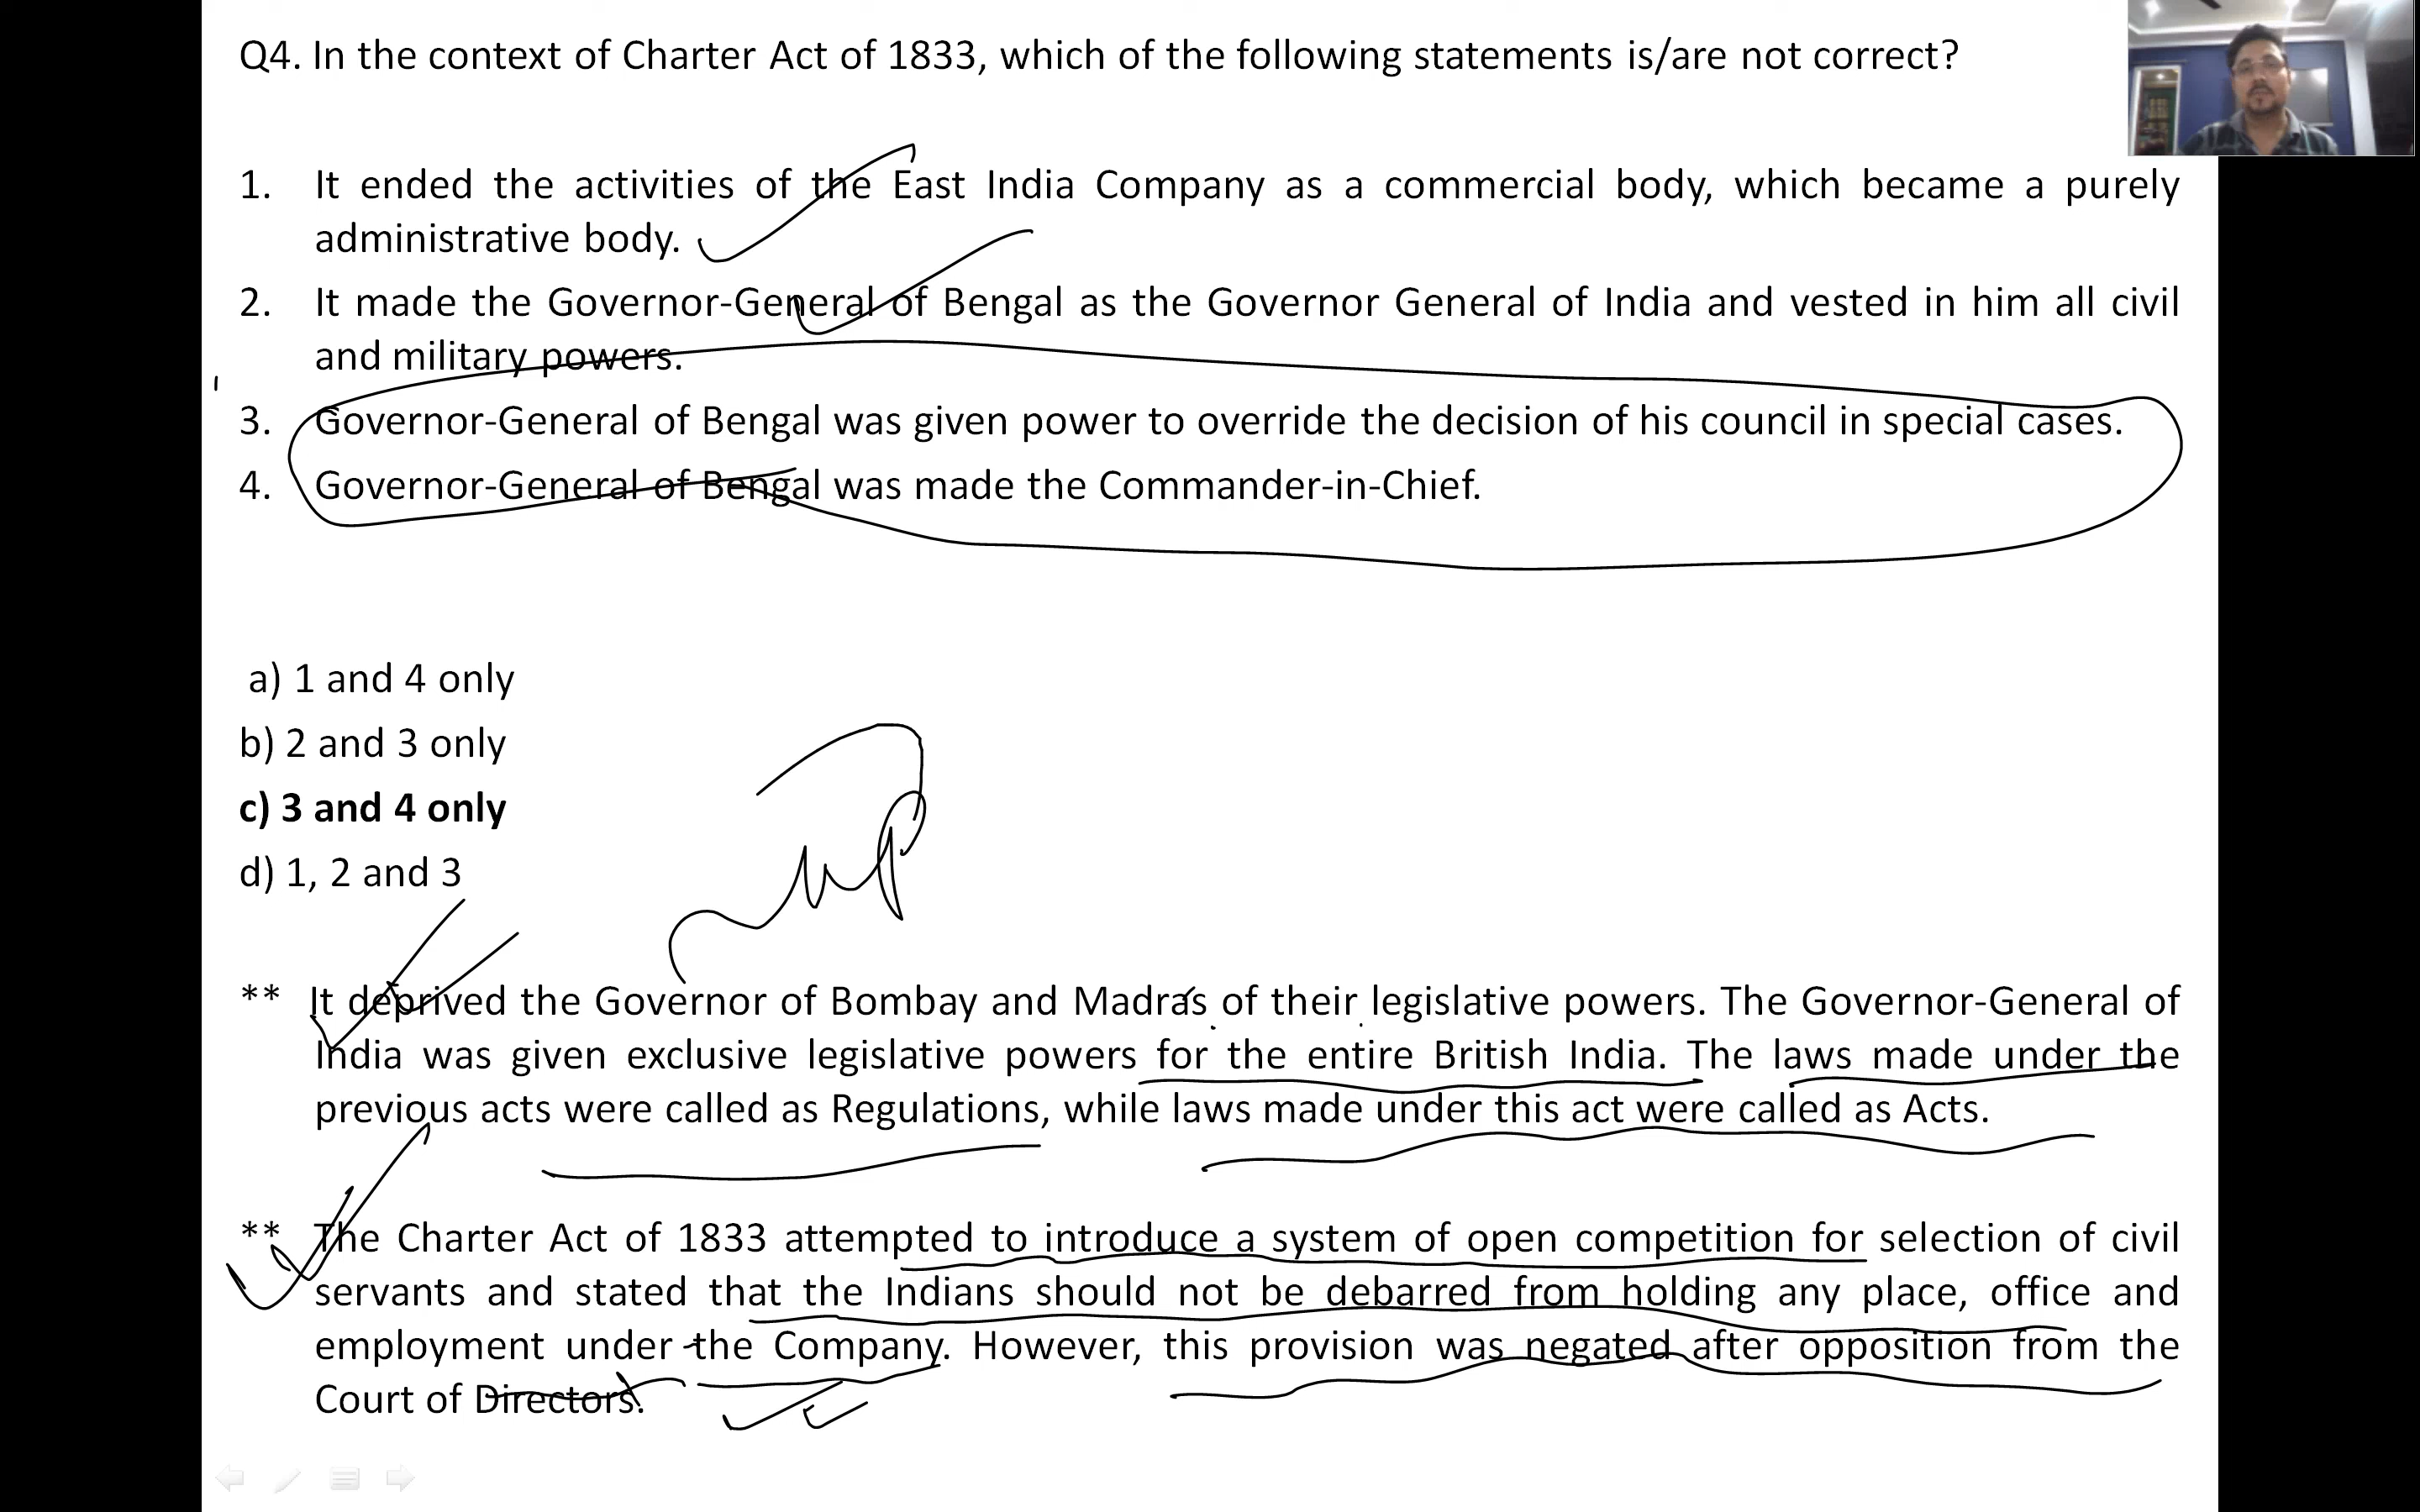 Q4. In the context of Charter Act of 1833, which of the following statements is/are not correct?
1. It ended the activities of the East India Company as a commercial body, which became a purely
administrative body.
2. It made the Governor-General of Bengal as the Governor General of India and vested in him all civil
and military powers.
3. Governor-General of Bengal was given power to override the decision of his council in special cases.
4. Governor-General of Bengal was made the Commander-in-Chief.
a) 1 and 4 only
b) 2 and 3 only
c) 3 and 4 only
d) 1, 2 and 3
** It deprived the Governor of Bombay and Madras of their legislative powers. The Governor-General of
India was given exclusive legislative powers for the entire British India. The laws made under the
previous acts were called as Regulations, while laws made under this act were called as Acts.
** The Charter Act of 1833 attempted to introduce a system of open competition for selection of civil
servants and stated that the Indians should not be debarred from holding any place, office and
employment under the Company. However, this provision was negated after opposition from the
Court of Directors.